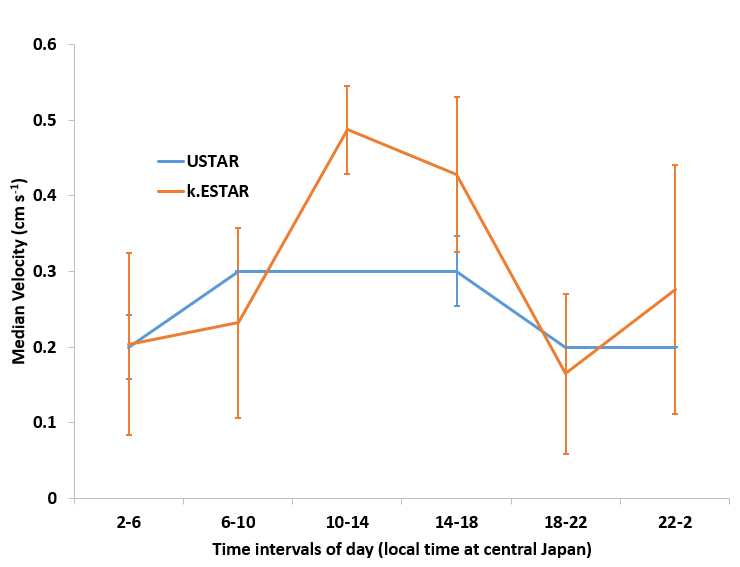 0.6
0.5
0.4
0.3
0.2
0.1
0
Median Velocity (cm s⁻¹)
USTAR
k.ESTAR
2-6 6-10 10-14 14-18 18-22 22-2
Time intervals of day (local time at central Japan)